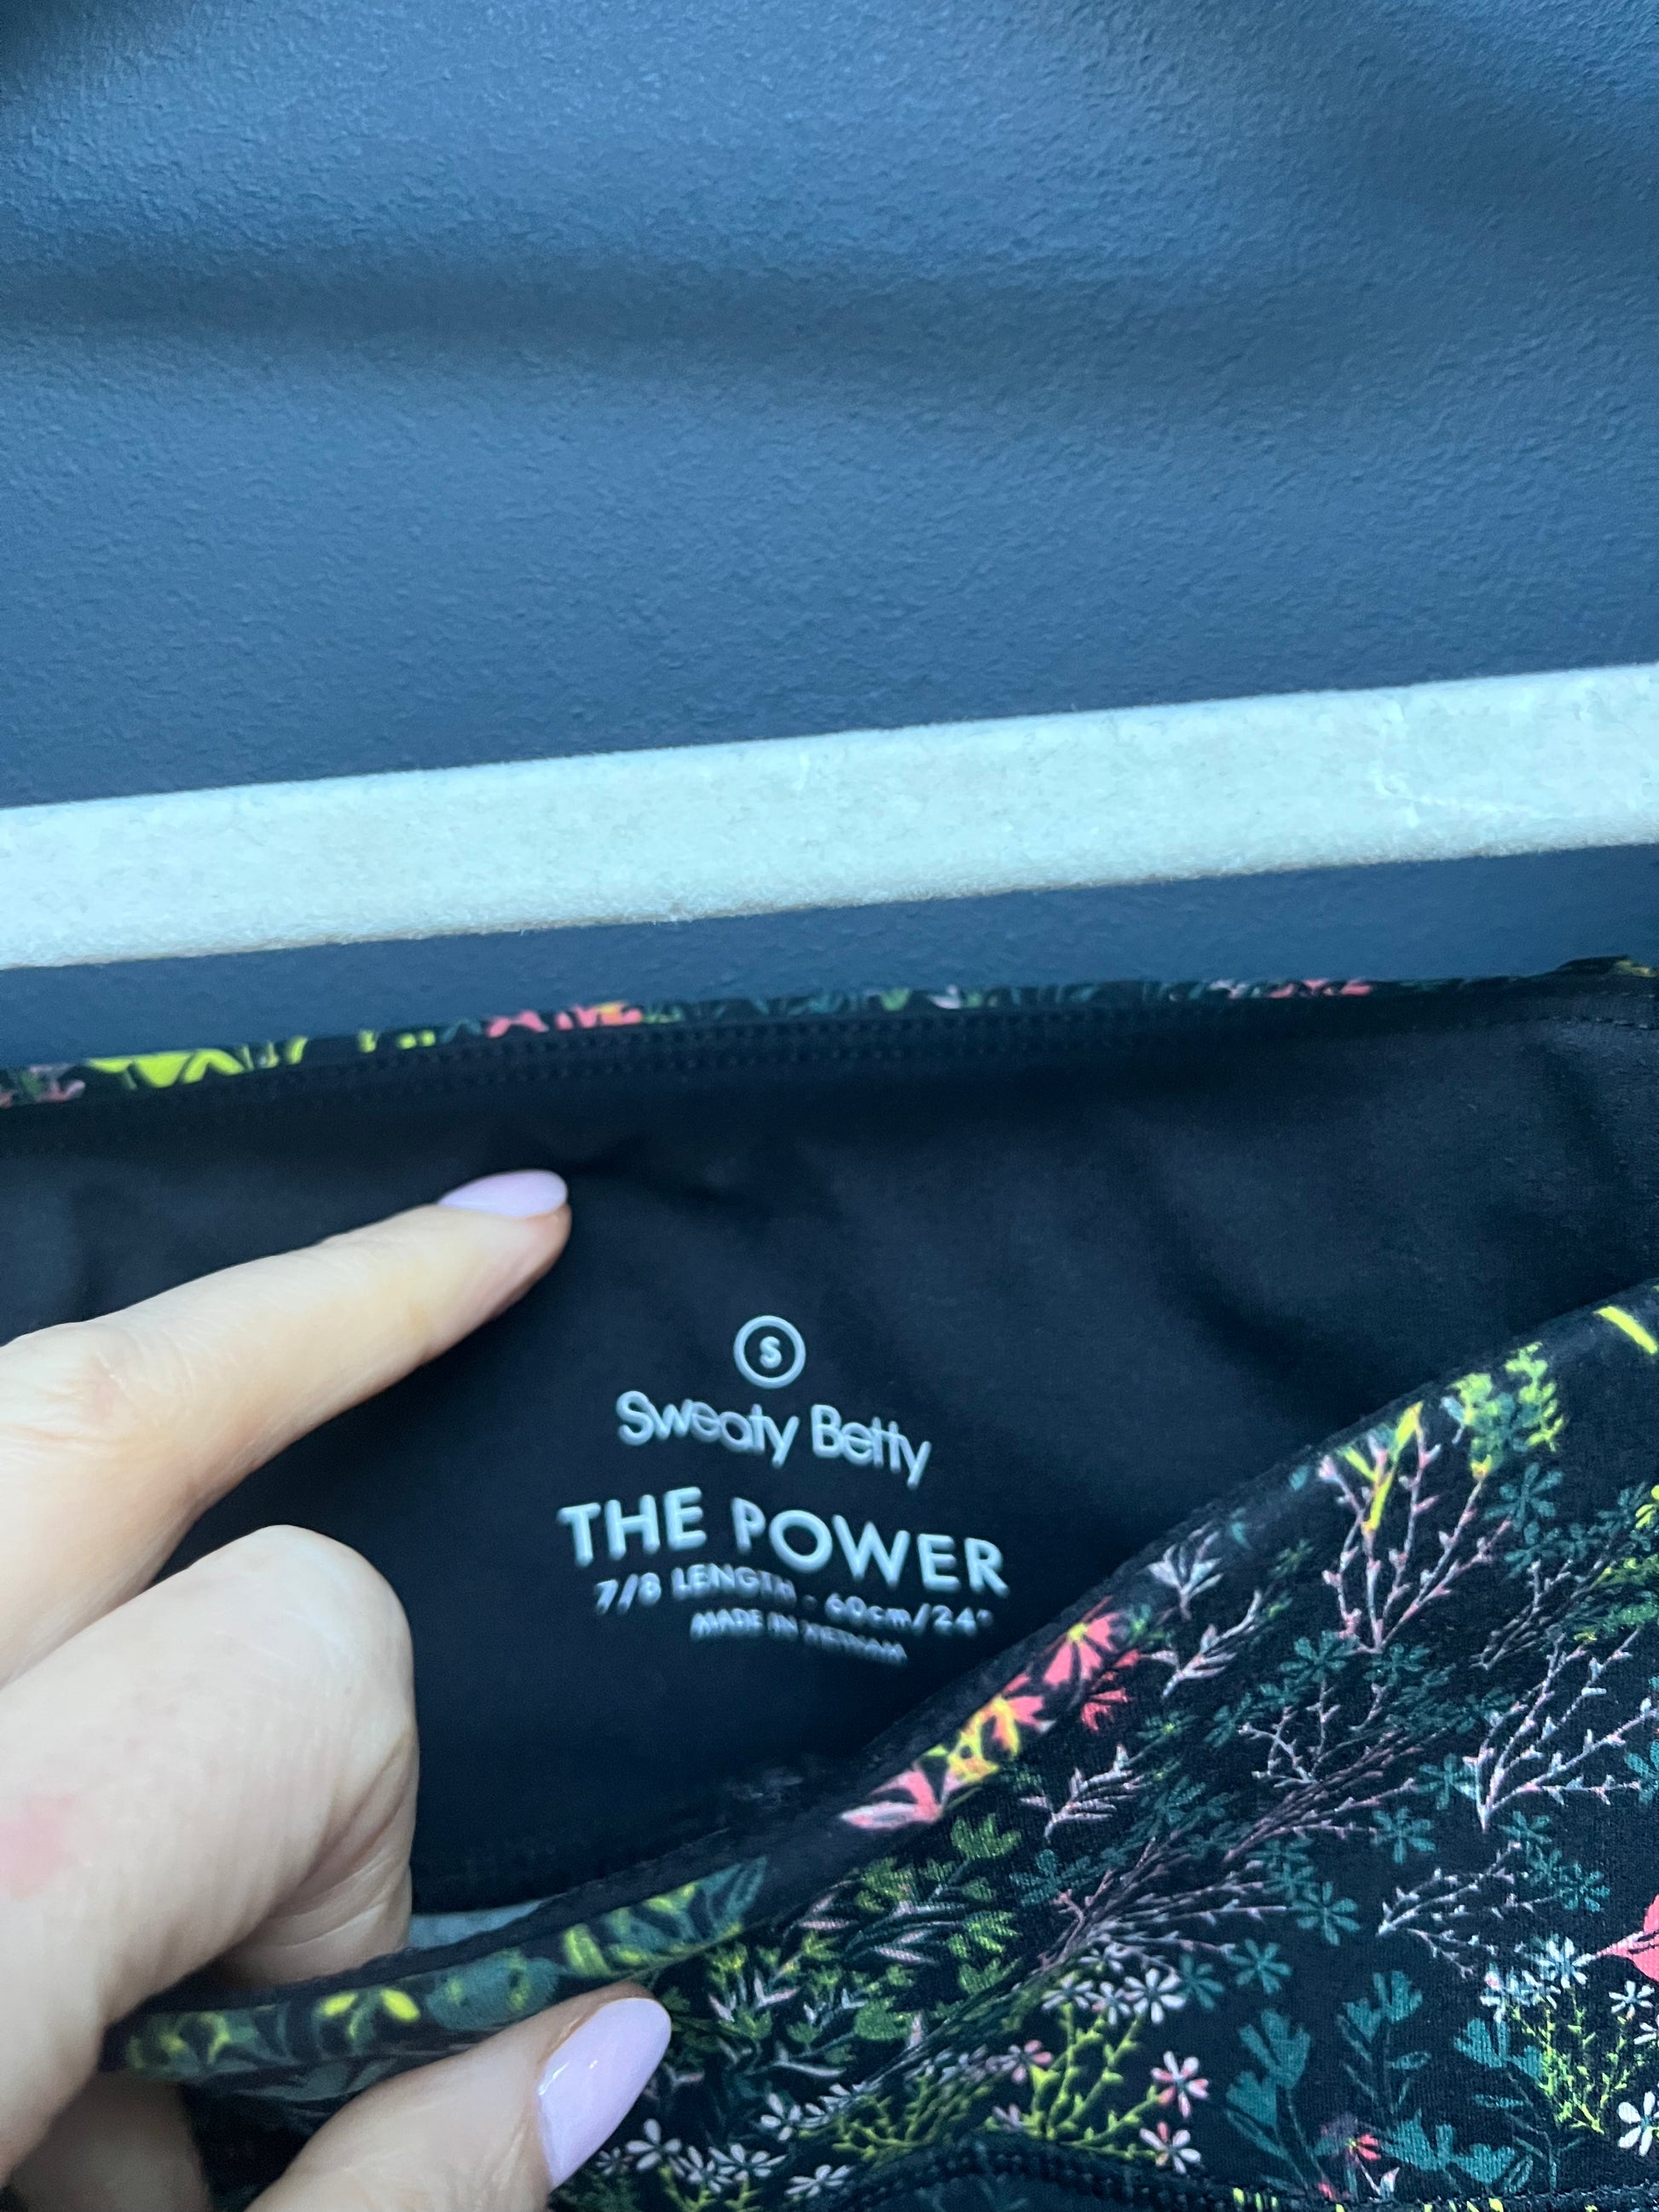 S
Sweaty Betty
THE POWER
7/8 LENGTH - 60cm/24"
MADE IN VIETNAM